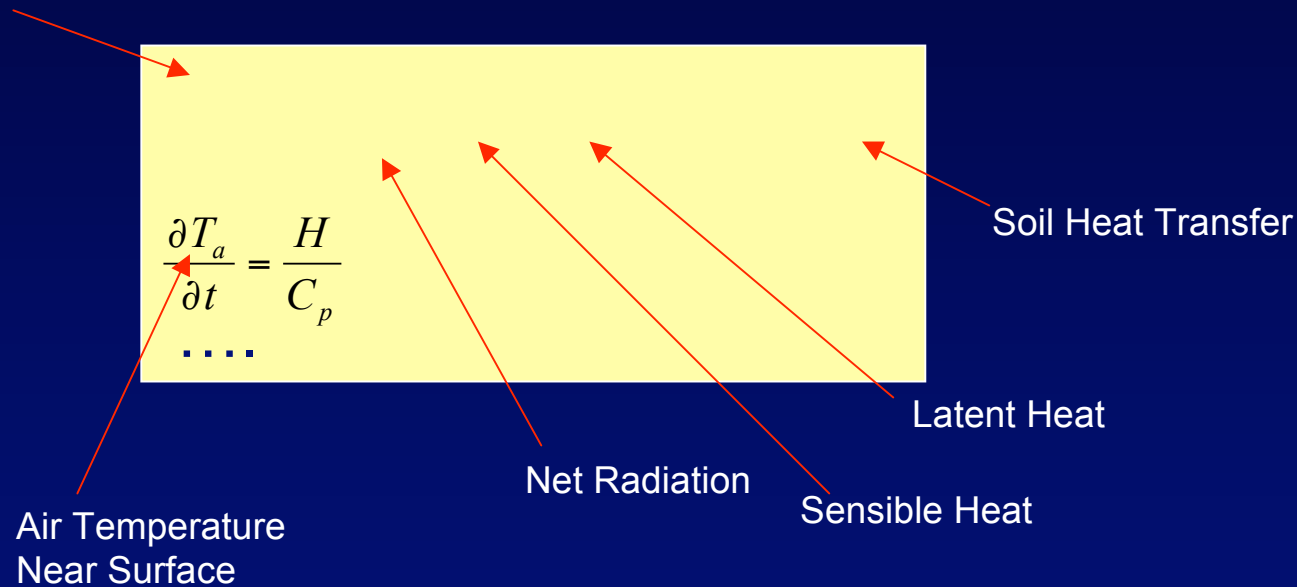 Soil Heat Transfer
∂T_a/∂t = H/C_p
....
Latent Heat
Net Radiation
Sensible Heat
Air Temperature
Near Surface